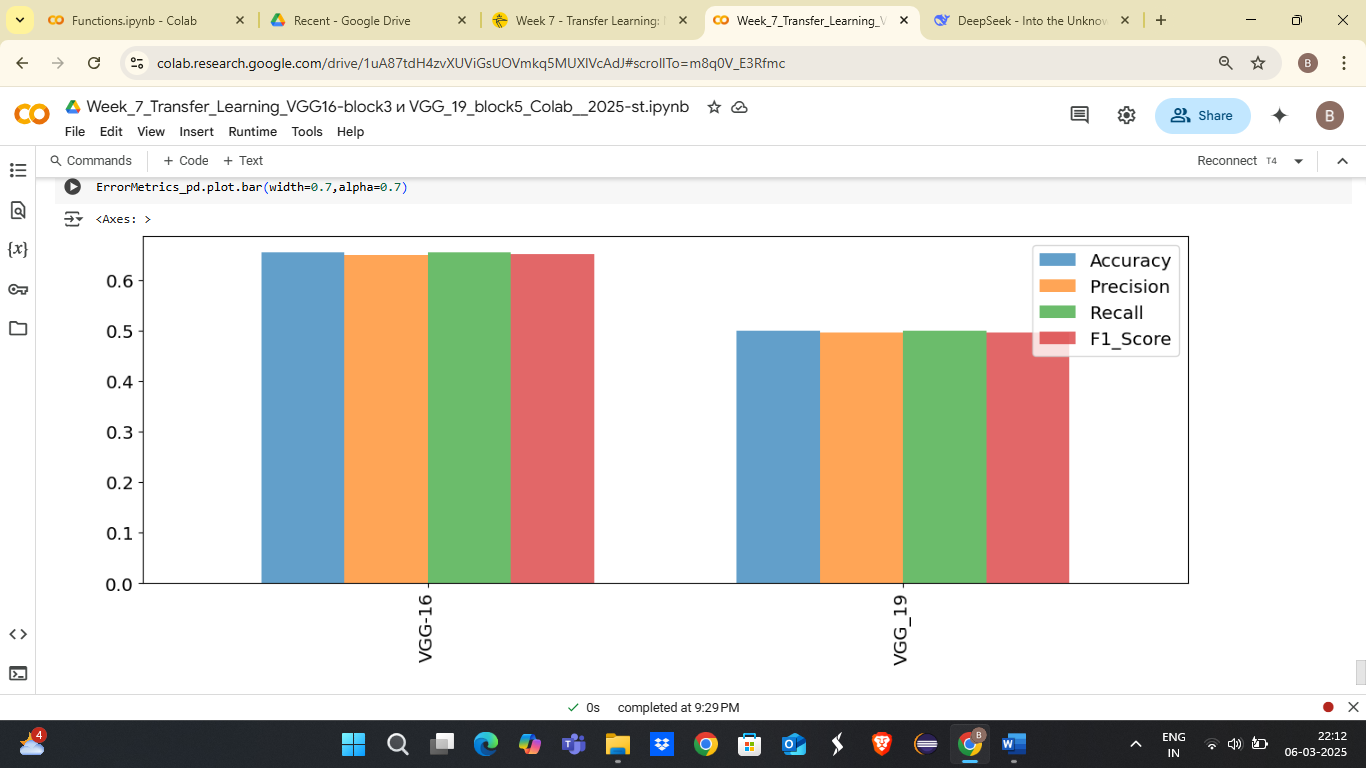 Functions.ipynb - Colab
Recent - Google Drive
Week 7 - Transfer Learning:
Week_7_Transfer_Learning_V
DeepSeek - Into the Unknow
colab.research.google.com/drive/1uA87tdH4zvXUViGsUOVmkq5MUXlVcAdJ#scrollTo=m8q0V_E3Rfmc
B
Week_7_Transfer_Learning_VGG16-block3 и VGG_19_block5_Colab__2025-st.ipynb
File Edit View Insert Runtime Tools Help
Share
B
Commands + Code + Text
Reconnect T4
ErrorMetrics_pd.plot.bar(width=0.7,alpha=0.7)
<Axes: >
{x}
Accuracy
Precision
Recall
F1_Score
0.6
0.5
0.4
0.3
0.2
0.1
0.0
VGG-16
VGG_19
0s completed at 9:29 PM
4
B
ENG
IN
22:12
06-03-2025